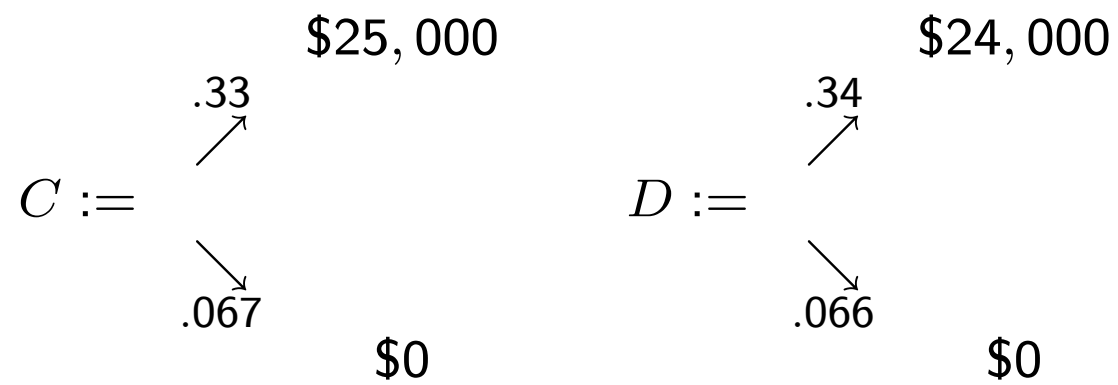 $25,000 $24,000
.33 .34
C := D :=
.067 .066
$0 $0